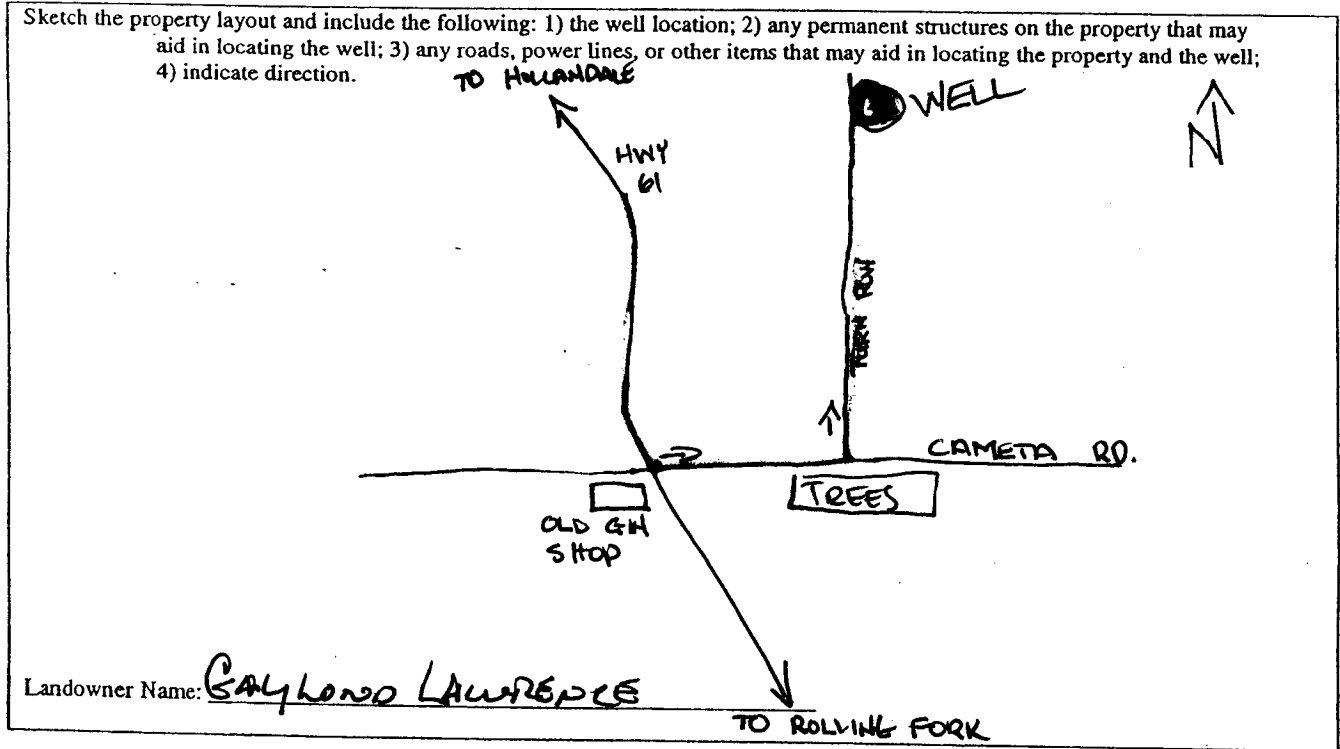 Sketch the property layout and include the following: 1) the well location; 2) any permanent structures on the property that may
aid in locating the well; 3) any roads, power lines, or other items that may aid in locating the property and the well;
4) indicate direction.
TO HOLLANDALE
WELL
N
HWY
61
TURN ROW
CAMETA RD.
TREES
OLD GIN
SHOP
Landowner Name: GAYLOND LAWRENCE
TO ROLLING FORK